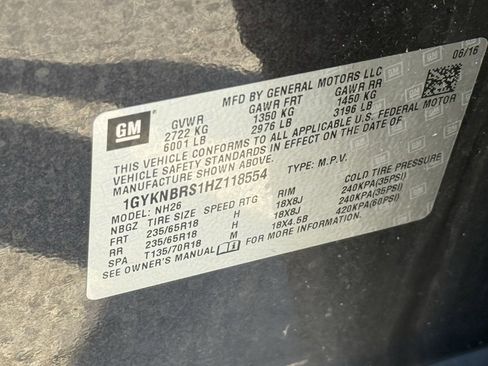 GM
MFD BY GENERAL MOTORS LLC
06/16
GVWR GAWR FRT GAWR RR
2722 KG 1350 KG 1450 KG
6001 LB 2976 LB 3196 LB
THIS VEHICLE CONFORMS TO ALL APPLICABLE U.S. FEDERAL MOTOR
VEHICLE SAFETY STANDARDS IN EFFECT ON THE DATE OF
MANUFACTURE SHOWN ABOVE.
1GYKNBRS1HZ118554 TYPE: M.P.V.
MODEL: NH26
NBGZ TIRE SIZE SPEED RTG RIM COLD TIRE PRESSURE
FRT 235/65R18 H 18X8J 240KPA(35PSI)
RR 235/65R18 H 18X8J 240KPA(35PSI)
SPA T135/70R18 M 18X4.5B 420KPA(60PSI)
SEE OWNER'S MANUAL FOR MORE INFORMATION.